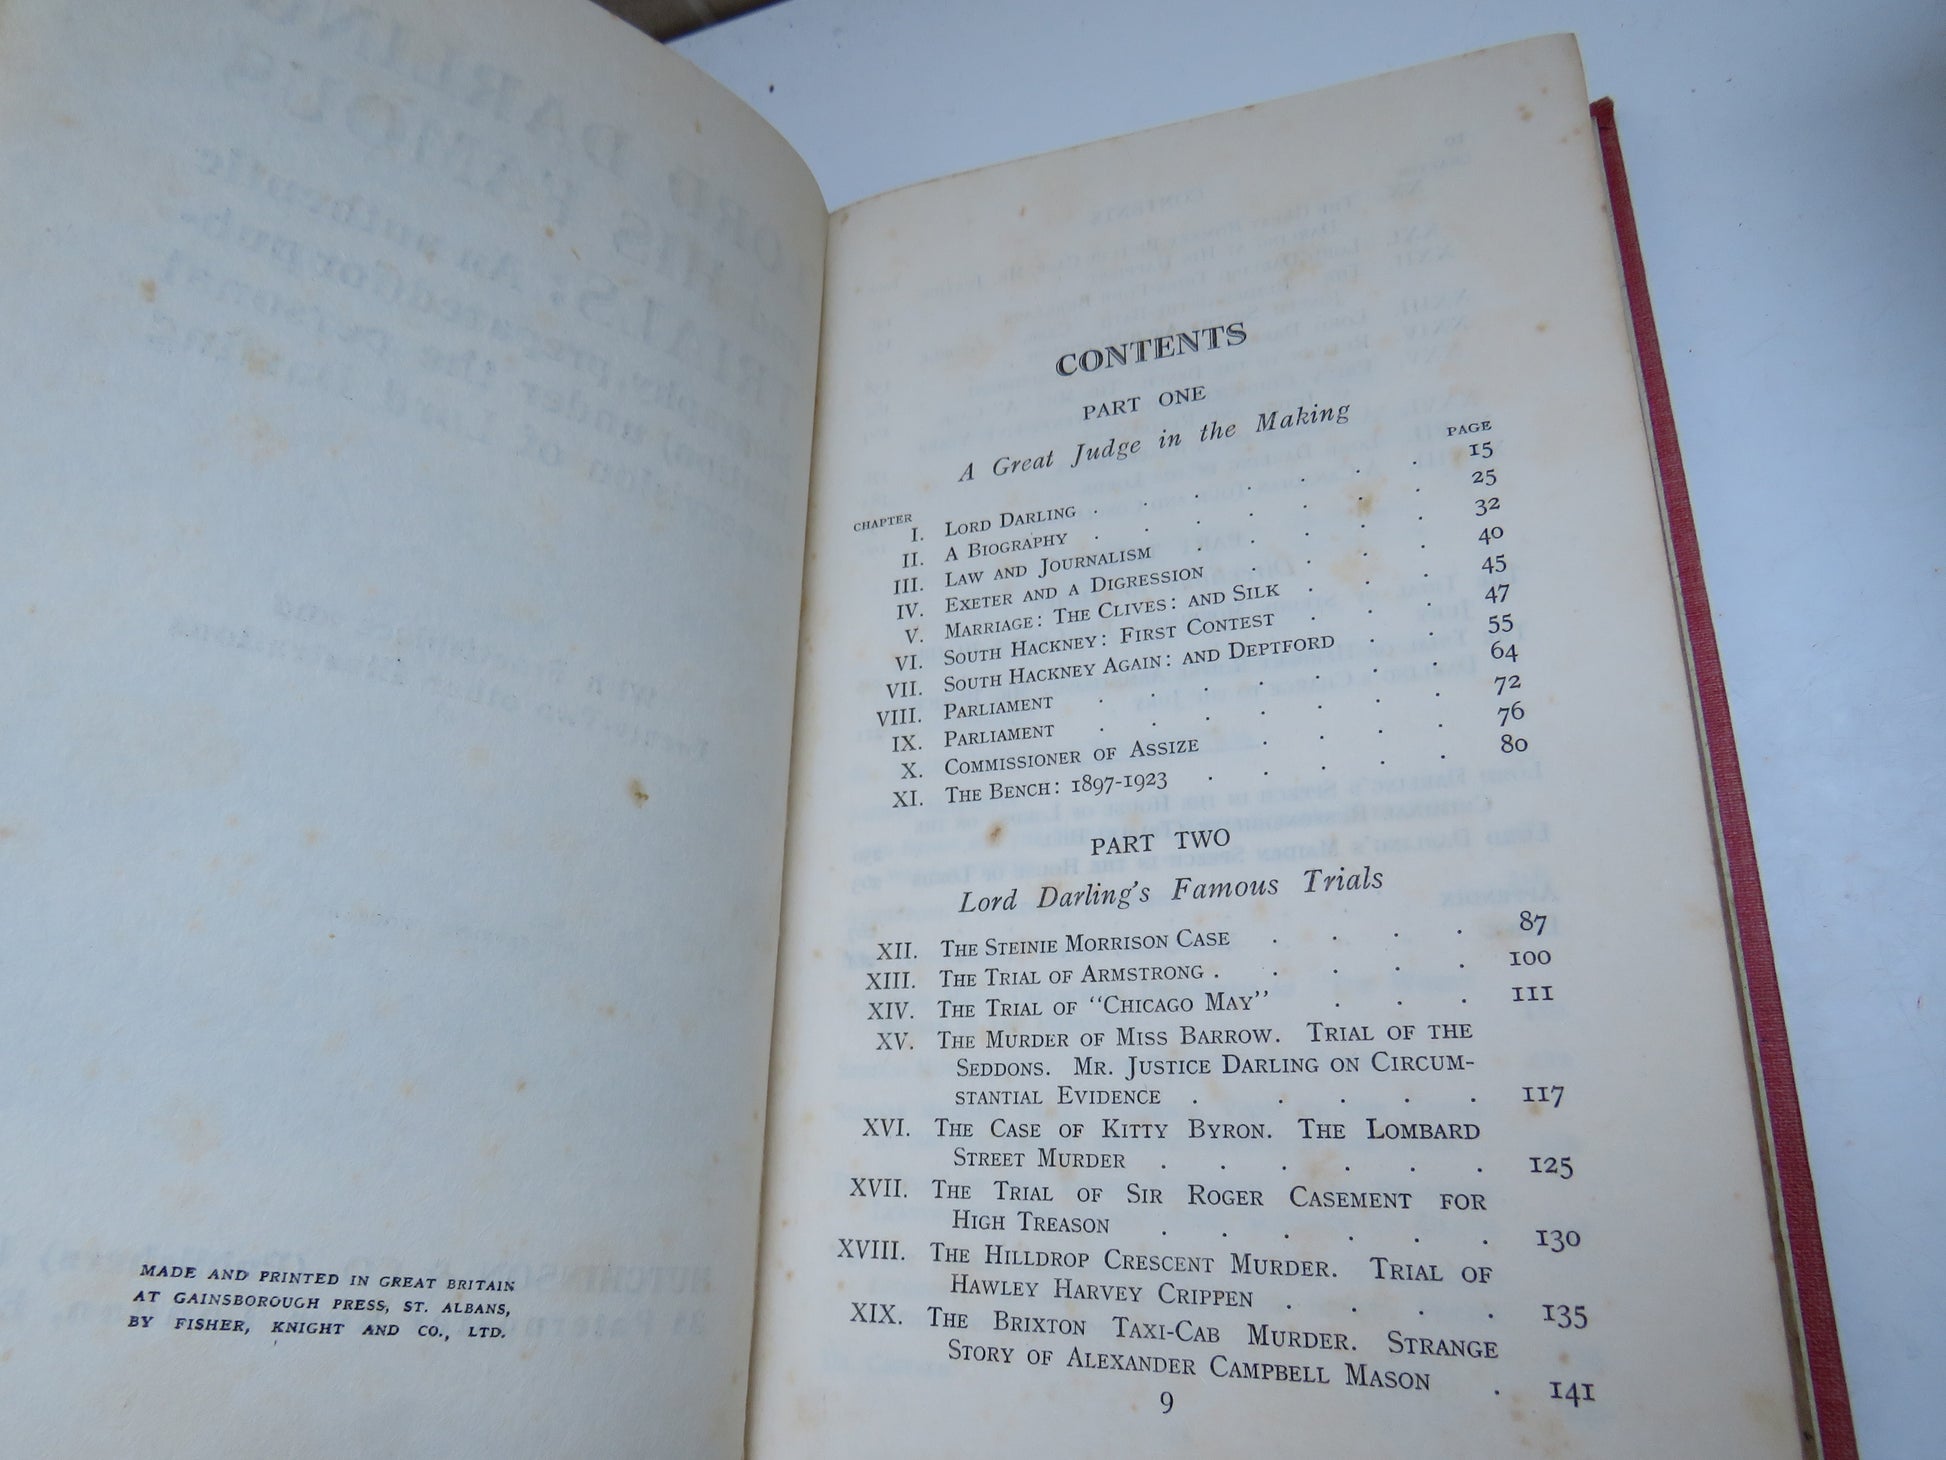 MADE AND PRINTED IN GREAT BRITAIN
AT GAINSBOROUGH PRESS, ST. ALBANS,
BY FISHER, KNIGHT AND CO., LTD.
CONTENTS
PART ONE
A Great Judge in the Making
CHAPTER PAGE
I. LORD DARLING . . . . . . 15
II. A BIOGRAPHY . . . . . . 25
III. LAW AND JOURNALISM . . . . . 32
IV. EXETER AND A DIGRESSION . . . . 40
V. MARRIAGE: THE CLIVES: AND SILK . . . 45
VI. SOUTH HACKNEY: FIRST CONTEST . . . 47
VII. SOUTH HACKNEY AGAIN: AND DEPTFORD . . 55
VIII. PARLIAMENT . . . . . . 64
IX. PARLIAMENT . . . . . . 72
X. COMMISSIONER OF ASSIZE . . . . 76
XI. THE BENCH: 1897-1923 . . . . . 80
PART TWO
Lord Darling's Famous Trials
XII. THE STEINIE MORRISON CASE . . . . 87
XIII. THE TRIAL OF ARMSTRONG . . . . . 100
XIV. THE TRIAL OF "CHICAGO MAY" . . . 111
XV. THE MURDER OF MISS BARROW. TRIAL OF THE
SEDDONS. MR. JUSTICE DARLING ON CIRCUM-
STANTIAL EVIDENCE . . . . . 117
XVI. THE CASE OF KITTY BYRON. THE LOMBARD
STREET MURDER . . . . . . 125
XVII. THE TRIAL OF SIR ROGER CASEMENT FOR
HIGH TREASON . . . . . . 130
XVIII. THE HILLDROP CRESCENT MURDER. TRIAL OF
HAWLEY HARVEY CRIPPEN . . . . 135
XIX. THE BRIXTON TAXI-CAB MURDER. STRANGE
STORY OF ALEXANDER CAMPBELL MASON . 141
9